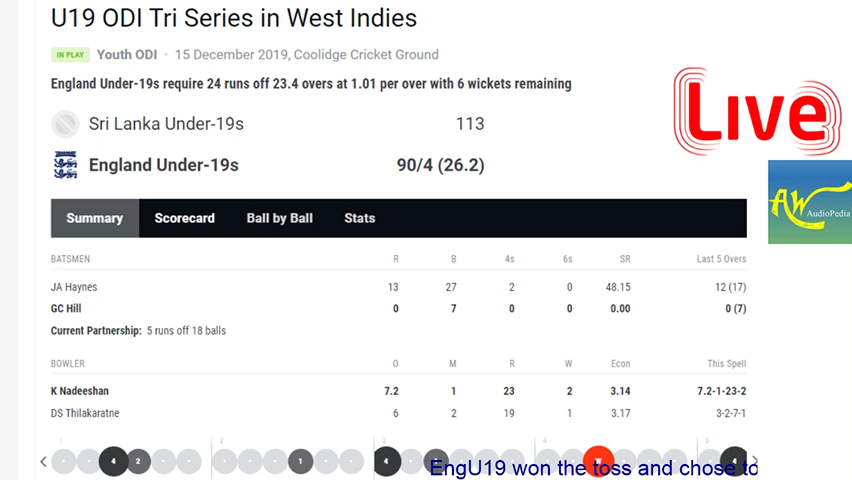 U19 ODI Tri Series in West Indies
IN PLAY Youth ODI • 15 December 2019, Coolidge Cricket Ground
England Under-19s require 24 runs off 23.4 overs at 1.01 per over with 6 wickets remaining
Sri Lanka Under-19s 113
England Under-19s 90/4 (26.2)
Live
AW AudioPedia
Summary Scorecard Ball by Ball Stats
BATSMEN R B 4s 6s SR Last 5 Overs
JA Haynes 13 27 2 0 48.15 12 (17)
GC Hill 0 7 0 0 0.00 0 (7)
Current Partnership: 5 runs off 18 balls
BOWLER O M R W Econ This Spell
K Nadeeshan 7.2 1 23 2 3.14 7.2-1-23-2
DS Thilakaratne 6 2 19 1 3.17 3-2-7-1
1 2 3 4 5
4 2 1 4 W 4
EngU19 won the toss and chose to